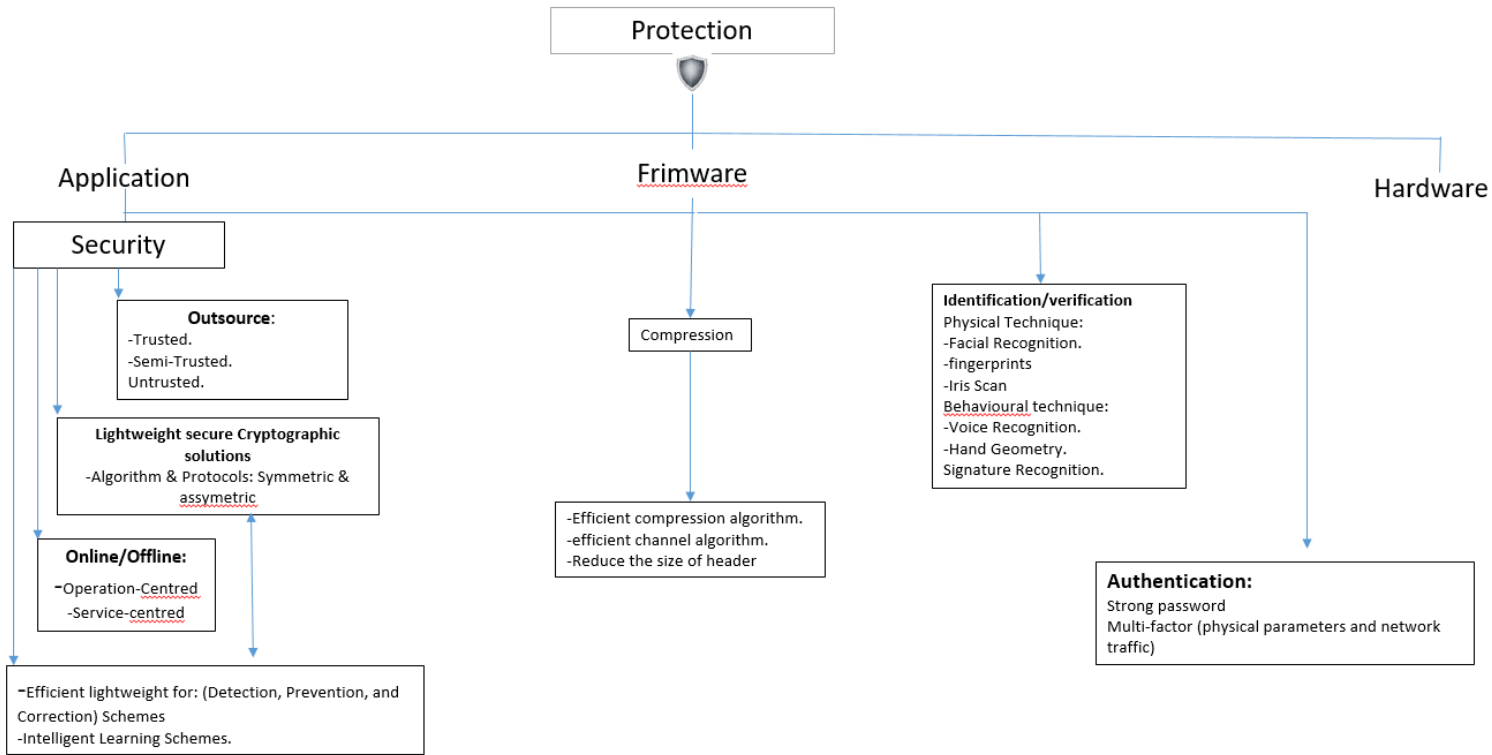 Protection
Application
Frimware
Hardware
Security
Outsource:
-Trusted.
-Semi-Trusted.
Untrusted.
Lightweight secure Cryptographic
solutions
-Algorithm & Protocols: Symmetric &
assymetric
Online/Offline:
-Operation-Centred
-Service-centred
-Efficient lightweight for: (Detection, Prevention, and
Correction) Schemes
-Intelligent Learning Schemes.
Compression
-Efficient compression algorithm.
-efficient channel algorithm.
-Reduce the size of header
Identification/verification
Physical Technique:
-Facial Recognition.
-fingerprints
-Iris Scan
Behavioural technique:
-Voice Recognition.
-Hand Geometry.
Signature Recognition.
Authentication:
Strong password
Multi-factor (physical parameters and network
traffic)